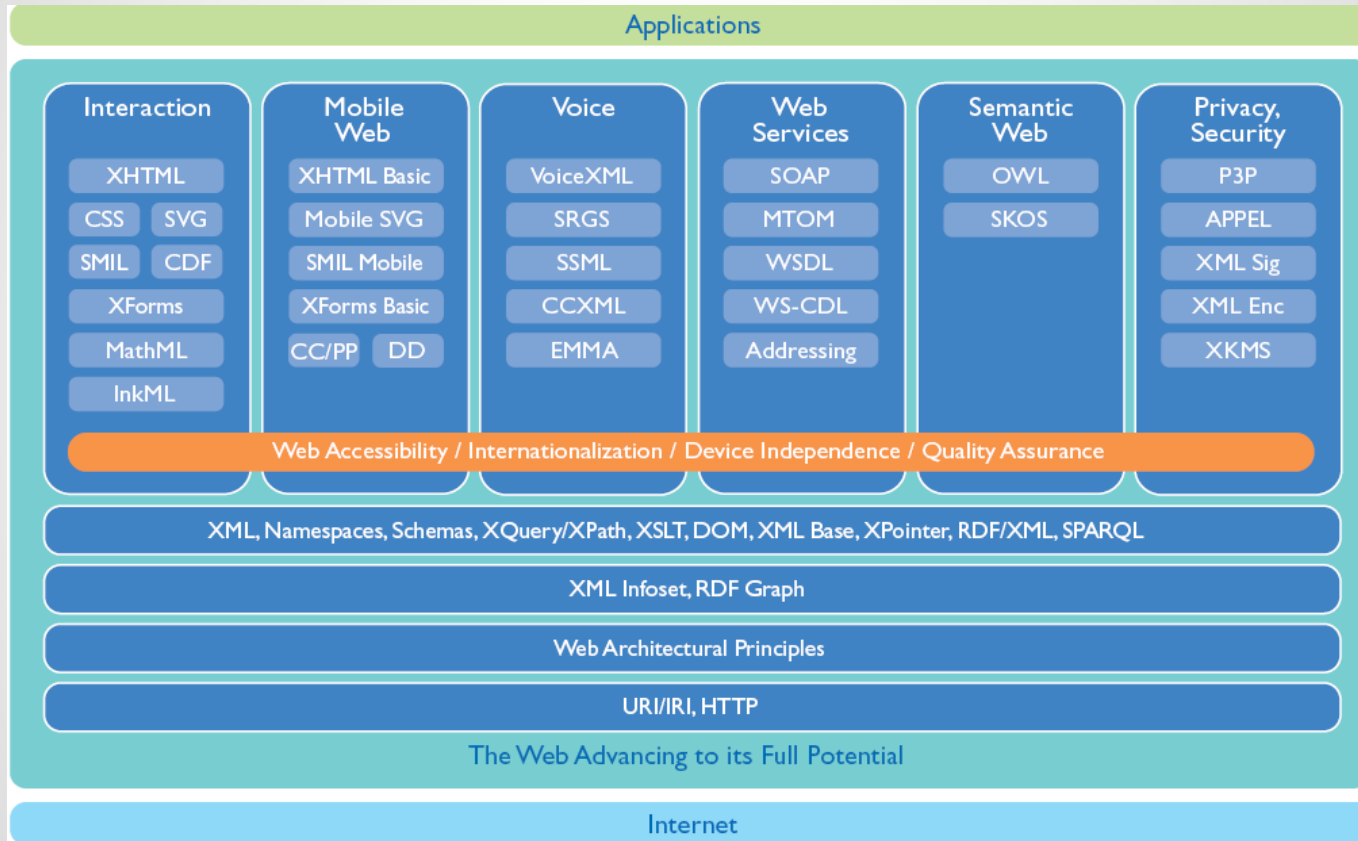 Applications
Interaction
XHTML
CSS
SVG
SMIL
CDF
XForms
MathML
InkML
Mobile
Web
XHTML Basic
Mobile SVG
SMIL Mobile
XForms Basic
CC/PP
DD
Voice
VoiceXML
SRGS
SSML
CCXML
EMMA
Web
Services
SOAP
MTOM
WSDL
WS-CDL
Addressing
Semantic
Web
OWL
SKOS
Privacy,
Security
P3P
APPEL
XML Sig
XML Enc
XKMS
Web Accessibility / Internationalization / Device Independence / Quality Assurance
XML, Namespaces, Schemas, XQuery/XPath, XSLT, DOM, XML Base, XPointer, RDF/XML, SPARQL
XML Infoset, RDF Graph
Web Architectural Principles
URI/IRI, HTTP
The Web Advancing to its Full Potential
Internet